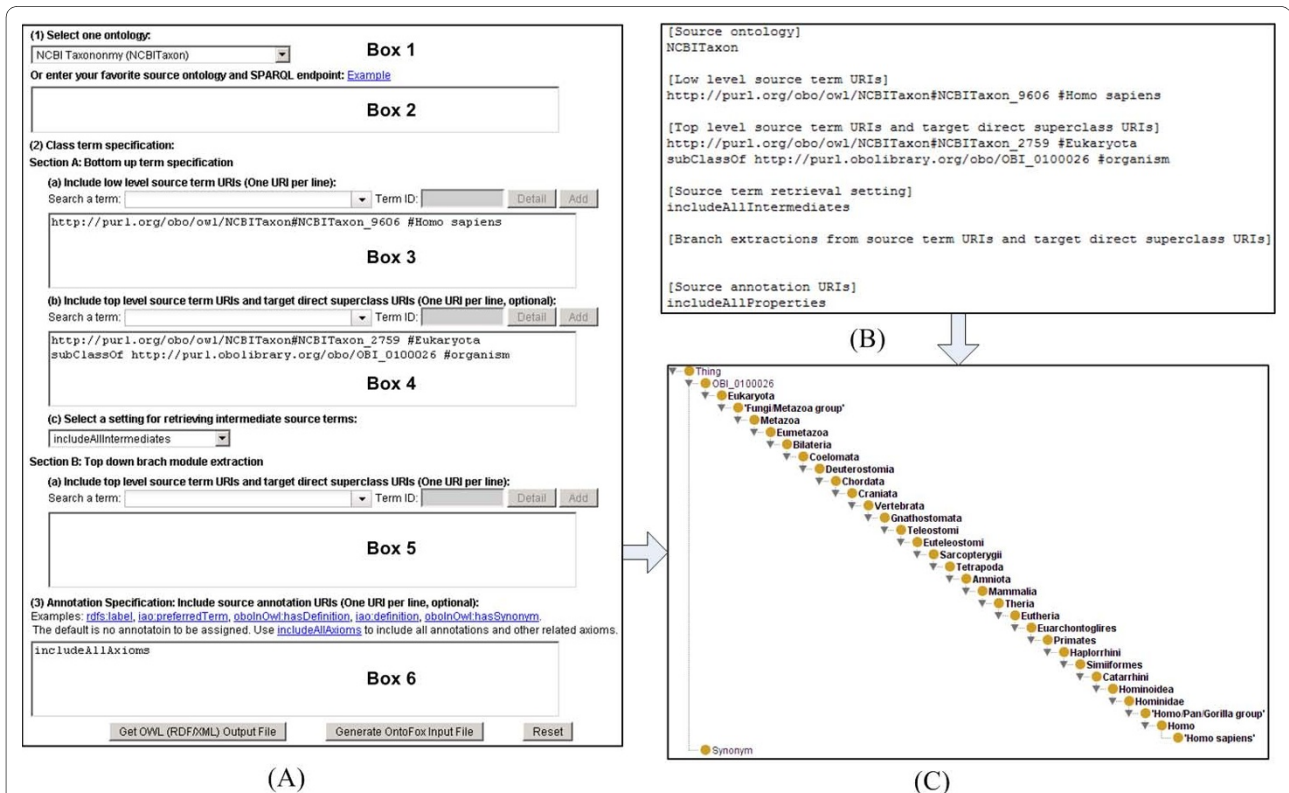 (1) Select one ontology:
NCBI Taxononmy (NCBITaxon)
Box 1
Or enter your favorite source ontology and SPARQL endpoint: Example
Box 2
(2) Class term specification:
Section A: Bottom up term specification
(a) Include low level source term URIs (One URI per line):
Search a term: Term ID: Detail Add
http://purl.org/obo/owl/NCBITaxon#NCBITaxon_9606 #Homo sapiens
Box 3
(b) Include top level source term URIs and target direct superclass URIs (One URI per line, optional):
Search a term: Term ID: Detail Add
http://purl.org/obo/owl/NCBITaxon#NCBITaxon_2759 #Eukaryota
subClassOf http://purl.obolibrary.org/obo/OBI_0100026 #organism
Box 4
(c) Select a setting for retrieving intermediate source terms:
includeAllIntermediates
Section B: Top down brach module extraction
(a) Include top level source term URIs and target direct superclass URIs (One URI per line):
Search a term: Term ID: Detail Add
Box 5
(3) Annotation Specification: Include source annotation URIs (One URI per line, optional):
Examples: rdfs:label, iao:preferredTerm, oboInOwl:hasDefinition, iao:definition, oboInOwl:hasSynonym.
The default is no annotatoin to be assigned. Use includeAllAxioms to include all annotations and other related axioms.
includeAllAxioms
Box 6
Get OWL (RDF/XML) Output File Generate OntoFox Input File Reset
(A)
[Source ontology]
NCBITaxon
[Low level source term URIs]
http://purl.org/obo/owl/NCBITaxon#NCBITaxon_9606 #Homo sapiens
[Top level source term URIs and target direct superclass URIs]
http://purl.org/obo/owl/NCBITaxon#NCBITaxon_2759 #Eukaryota
subClassOf http://purl.obolibrary.org/obo/OBI_0100026 #organism
[Source term retrieval setting]
includeAllIntermediates
[Branch extractions from source term URIs and target direct superclass URIs]
[Source annotation URIs]
includeAllProperties
(B)
Thing
OBI_0100026
Eukaryota
'Fungi/Metazoa group'
Metazoa
Eumetazoa
Bilateria
Coelomata
Deuterostomia
Chordata
Craniata
Vertebrata
Gnathostomata
Teleostomi
Euteleostomi
Sarcopterygii
Tetrapoda
Amniota
Mammalia
Theria
Eutheria
Euarchontoglires
Primates
Haplorrhini
Simiiformes
Catarrhini
Hominoidea
Hominidae
'Homo/Pan/Gorilla group'
Homo
'Homo sapiens'
Synonym
(C)